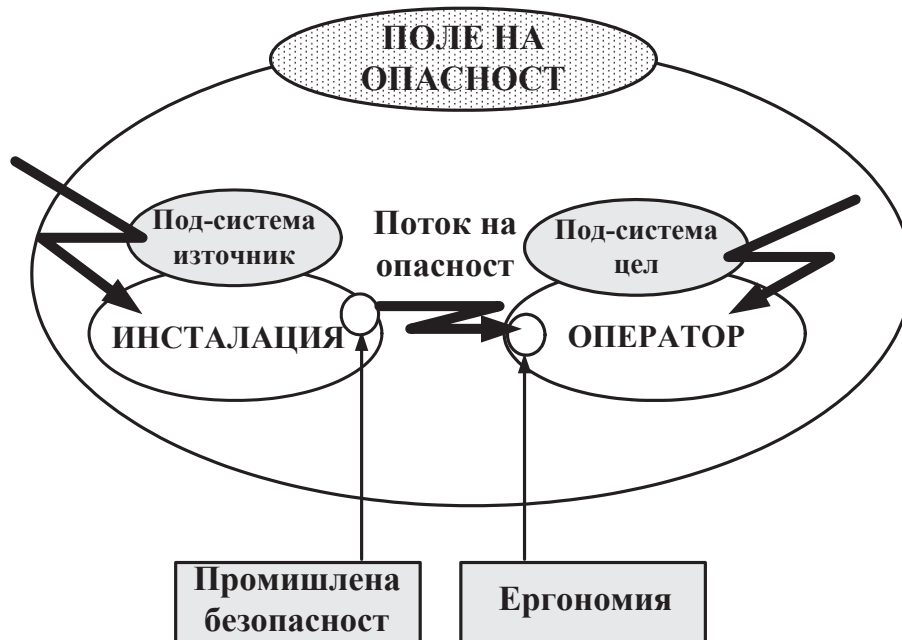 ПОЛЕ НА
ОПАСНОСТ
Под-система
източник
Поток на
опасност
Под-система
цел
ИНСТАЛАЦИЯ
ОПЕРАТОР
Промишлена
безопасност
Ергономия